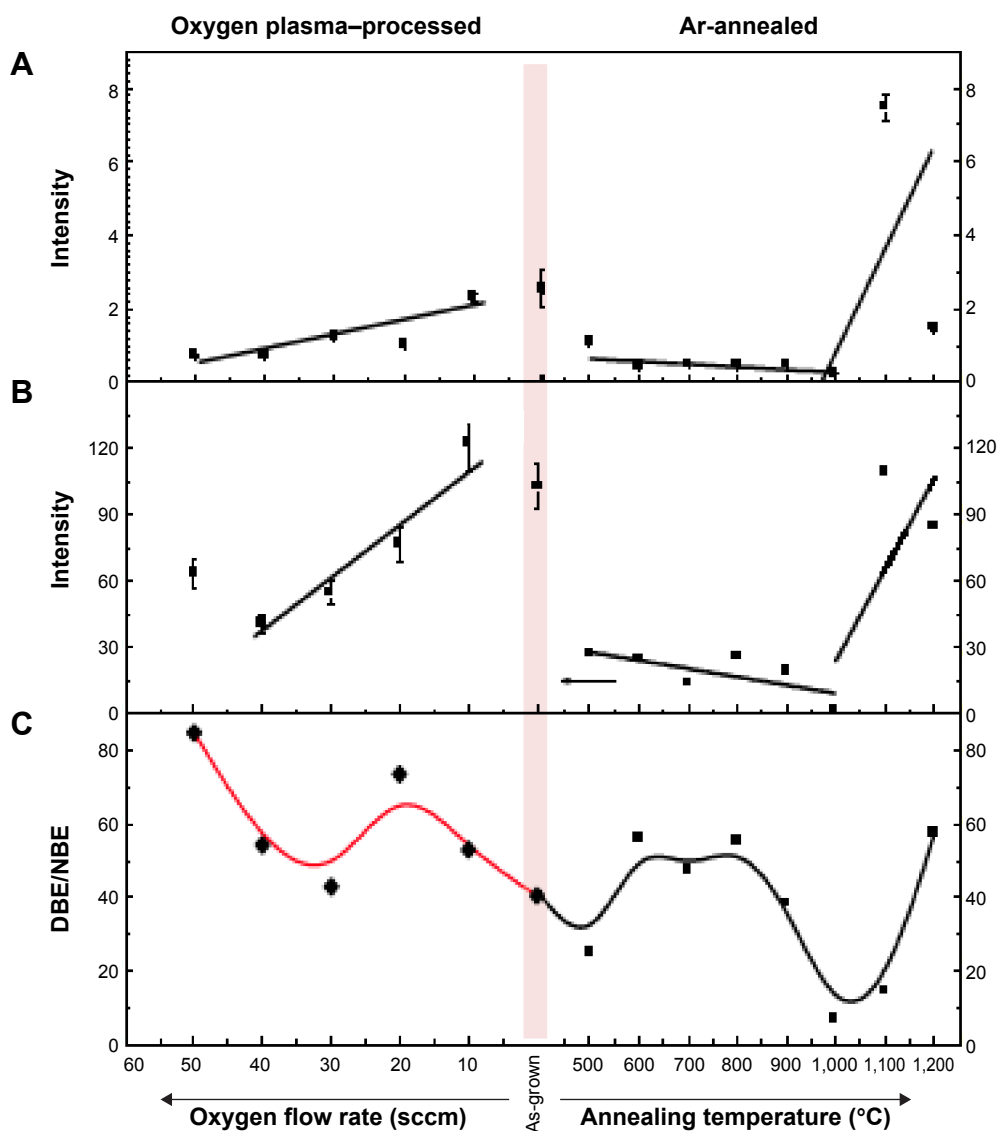 Oxygen plasma–processed Ar-annealed
A
8 8
6 6
Intensity
4 4
2 2
0 0
B
120 120
90 90
Intensity
60 60
30 30
0 0
C
80 80
60 60
DBE/NBE
40 40
20 20
0 0
60 50 40 30 20 10 As-grown 500 600 700 800 900 1,000 1,100 1,200
Oxygen flow rate (sccm) Annealing temperature (°C)